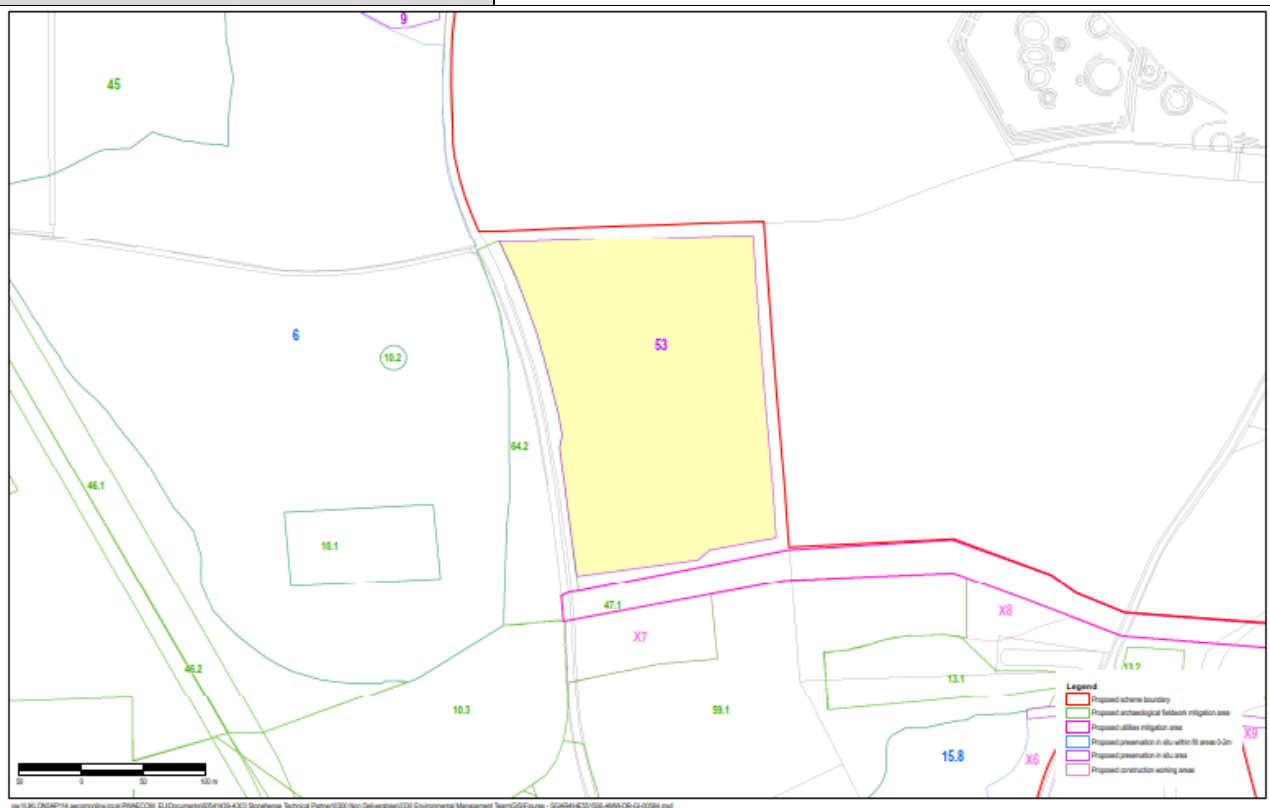 9
45
53
6
10.2
64.2
46.1
10.1
47.1
X8
X7
46.2
13.2
13.1
10.3
59.1
X9
15.8
X6
Legend
Proposed scheme boundary
Proposed archaeological fieldwork mitigation area
Proposed utilities mitigation area
Proposed preservation in situ within fill areas 0-2m
Proposed preservation in situ area
Proposed construction working areas
50 0 50 100 m